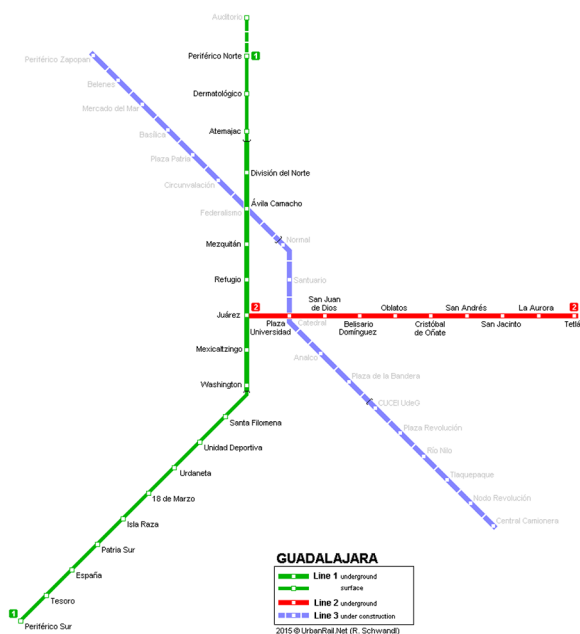 Auditório
Periférico Norte
1
Periférico Zapopan
Belenes
Dermatológico
Mercado del Mar
Atemajac
Basílica
Plaza Patria
División del Norte
Circunvalación
Ávila Camacho
Federalismo
Mezquitán
Normal
Refugio
Santuario
San Juan
de Dios
Oblatos
San Andrés
La Aurora
2
2
Juárez
Plaza
Universidad
Catedral
Belisario
Domínguez
Cristóbal
de Oñate
San Jacinto
Tetlán
Mexicaltzingo
Analco
Plaza de la Bandera
Washington
CUCEI UdeG
Santa Filomena
Plaza Revolución
Unidad Deportiva
Río Nilo
Urdaneta
Tlaquepaque
18 de Marzo
Nodo Revolución
Isla Raza
Central Camionera
Patria Sur
España
Tesoro
1
Periférico Sur
GUADALAJARA
Line 1 underground
surface
Line 2 underground
Line 3 under construction
2015 © UrbanRail.Net (R. Schwandl)